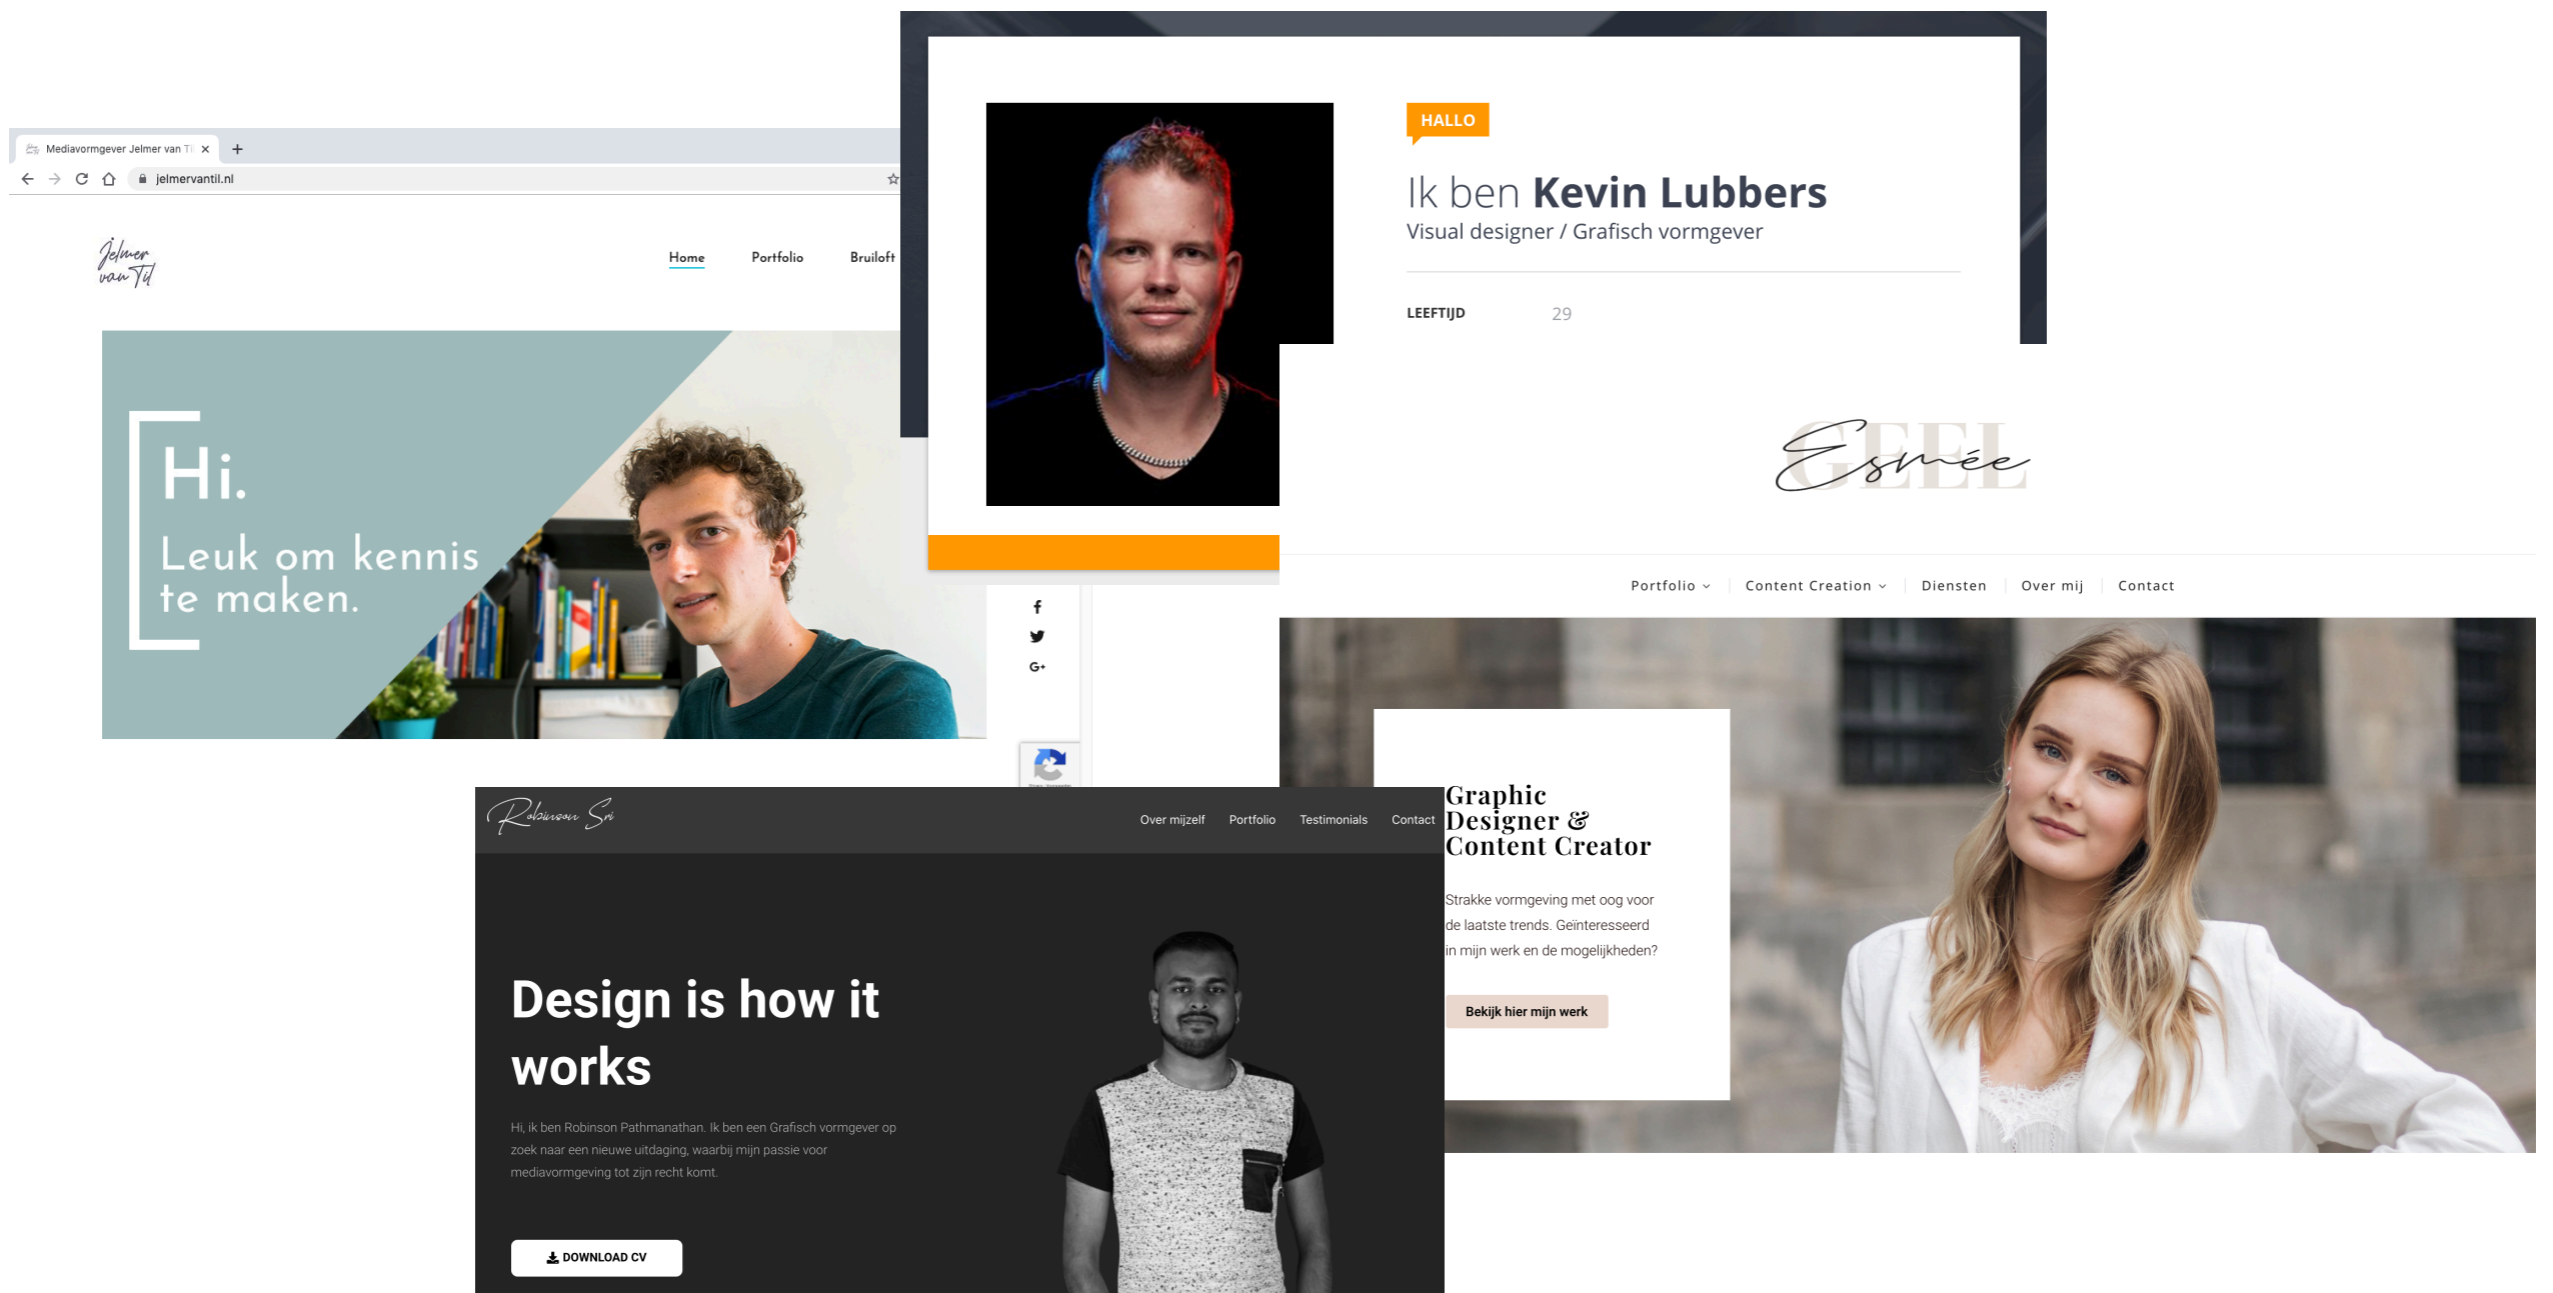 Mediavormgever Jelmer van Ti
jelmervantil.nl
Jelmer
van Til
Home
Portfolio
Bruiloft
Hi.
Leuk om kennis
te maken.
HALLO
Ik ben Kevin Lubbers
Visual designer / Grafisch vormgever
LEEFTIJD 29
GEEL
Esmée
Portfolio
Content Creation
Diensten
Over mij
Contact
Graphic
Designer &
Content Creator
Strakke vormgeving met oog voor
de laatste trends. Geïnteresseerd
in mijn werk en de mogelijkheden?
Bekijk hier mijn werk
G+
Robinson Sri
Over mijzelf
Portfolio
Testimonials
Contact
Design is how it
works
Hi, ik ben Robinson Pathmanathan. Ik ben een Grafisch vormgever op
zoek naar een nieuwe uitdaging, waarbij mijn passie voor
mediavormgeving tot zijn recht komt.
DOWNLOAD CV